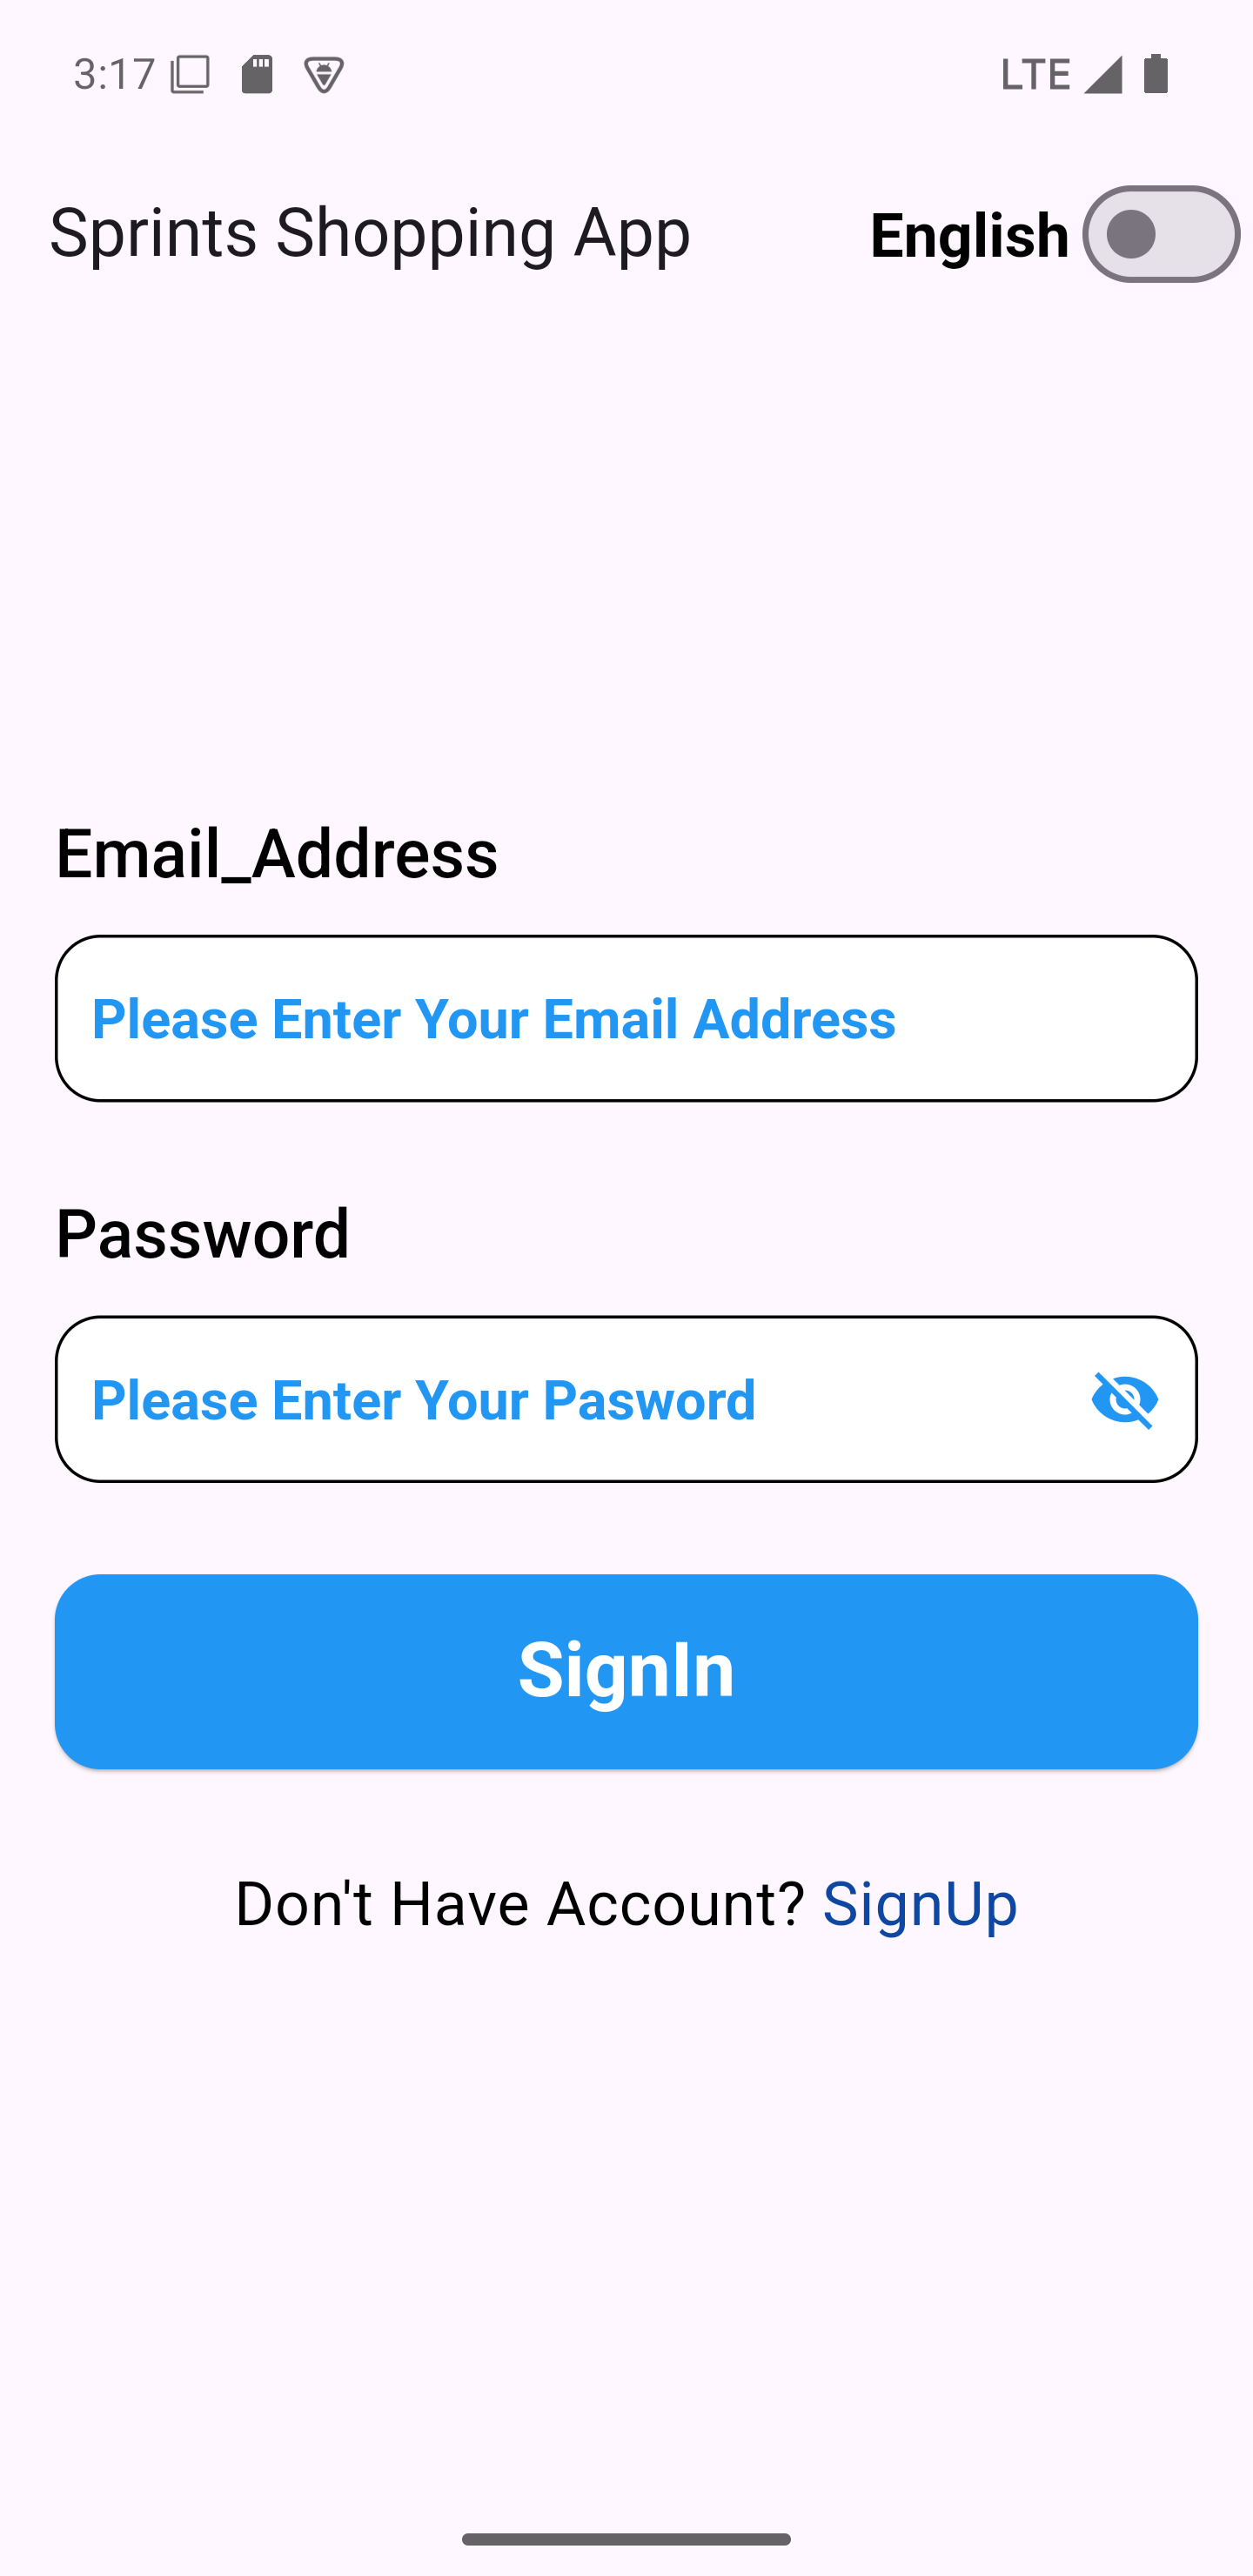 3:17 LTE
Sprints Shopping App English
Email_Address
Please Enter Your Email Address
Password
Please Enter Your Pasword
SignIn
Don't Have Account? SignUp